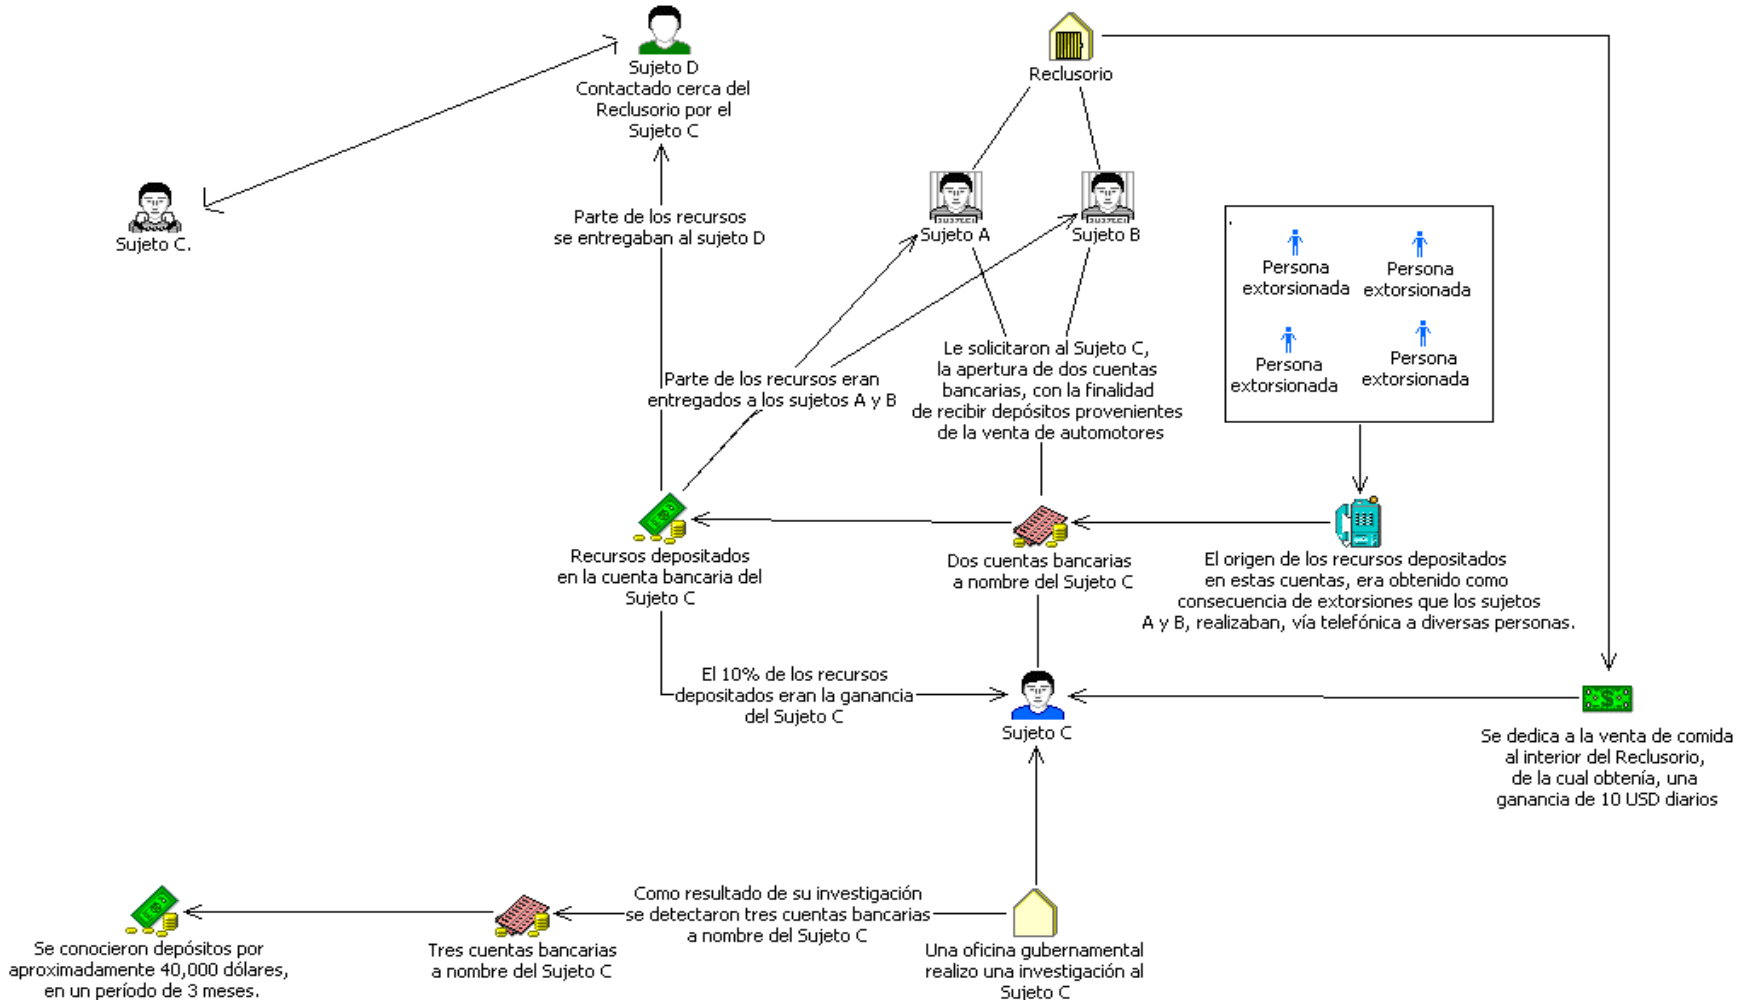 Sujeto D
Contactado cerca del
Reclusorio por el
Sujeto C
Reclusorio
Sujeto C.
Parte de los recursos
se entregaban al sujeto D
Sujeto A
Sujeto B
Persona
extorsionada
Persona
extorsionada
Persona
extorsionada
Persona
extorsionada
Parte de los recursos eran
entregados a los sujetos A y B
Le solicitaron al Sujeto C,
la apertura de dos cuentas
bancarias, con la finalidad
de recibir depósitos provenientes
de la venta de automotores
Recursos depositados
en la cuenta bancaria del
Sujeto C
Dos cuentas bancarias
a nombre del Sujeto C
El origen de los recursos depositados
en estas cuentas, era obtenido como
consecuencia de extorsiones que los sujetos
A y B, realizaban, vía telefónica a diversas personas.
El 10% de los recursos
depositados eran la ganancia
del Sujeto C
Sujeto C
Se dedica a la venta de comida
al interior del Reclusorio,
de la cual obtenía, una
ganancia de 10 USD diarios
Como resultado de su investigación
se detectaron tres cuentas bancarias
a nombre del Sujeto C
Se conocieron depósitos por
aproximadamente 40,000 dólares,
en un período de 3 meses.
Tres cuentas bancarias
a nombre del Sujeto C
Una oficina gubernamental
realizo una investigación al
Sujeto C